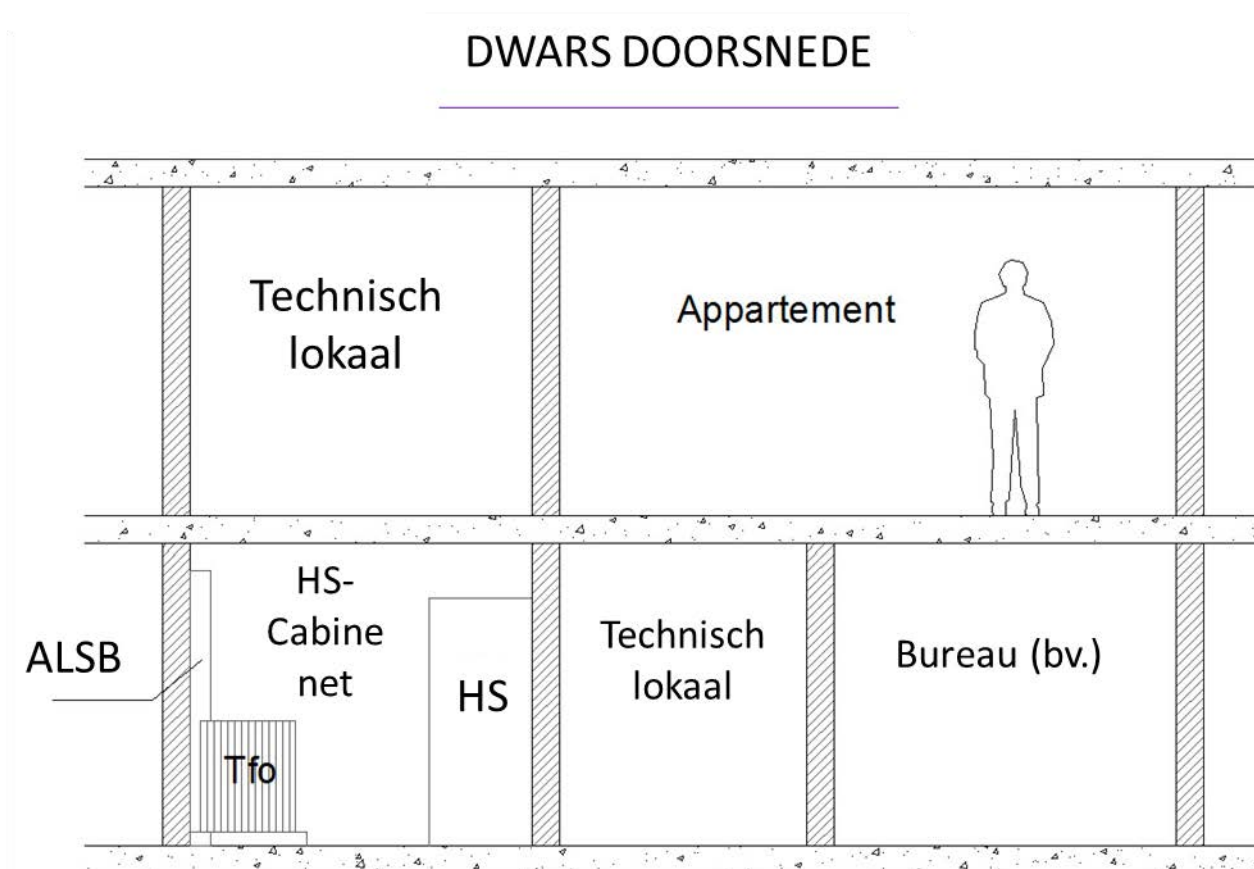 DWARS DOORSNEDE
Technisch
lokaal
Appartement
HS-
Cabine
net
ALSB
HS
Tfo
Technisch
lokaal
Bureau (bv.)